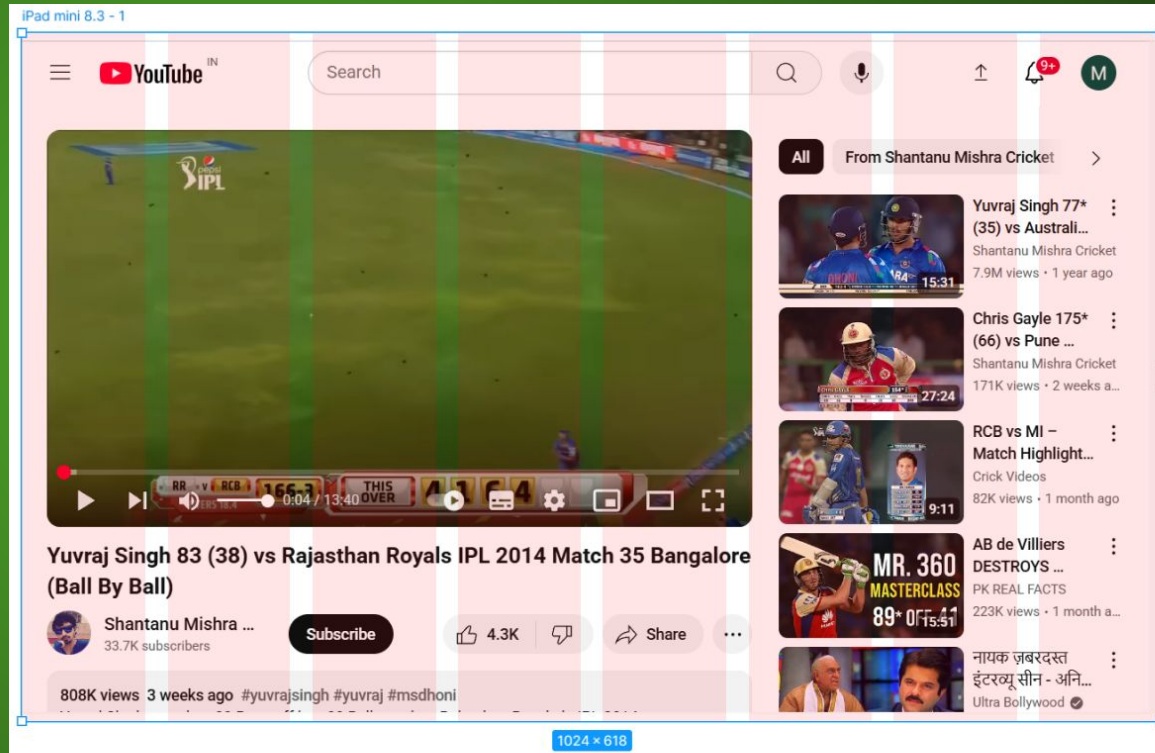 iPad mini 8.3 - 1
YouTube IN
Search
9+
M
pepsi
IPL
RR v RCB 166-3 THIS OVER 4 1 6 4
0:04 / 13:40
Yuvraj Singh 83 (38) vs Rajasthan Royals IPL 2014 Match 35 Bangalore
(Ball By Ball)
Shantanu Mishra ...
33.7K subscribers
Subscribe
4.3K
Share
808K views 3 weeks ago #yuvrajsingh #yuvraj #msdhoni
All
From Shantanu Mishra Cricket
15:31
Yuvraj Singh 77*
(35) vs Australi...
Shantanu Mishra Cricket
7.9M views • 1 year ago
27:24
Chris Gayle 175*
(66) vs Pune ...
Shantanu Mishra Cricket
171K views • 2 weeks a...
9:11
RCB vs MI –
Match Highlight...
Crick Videos
82K views • 1 month ago
MR. 360
MASTERCLASS
89*
15:51
AB de Villiers
DESTROYS ...
PK REAL FACTS
223K views • 1 month a...
नायक ज़बरदस्त
इंटरव्यू सीन - अनि...
Ultra Bollywood
1024 × 618